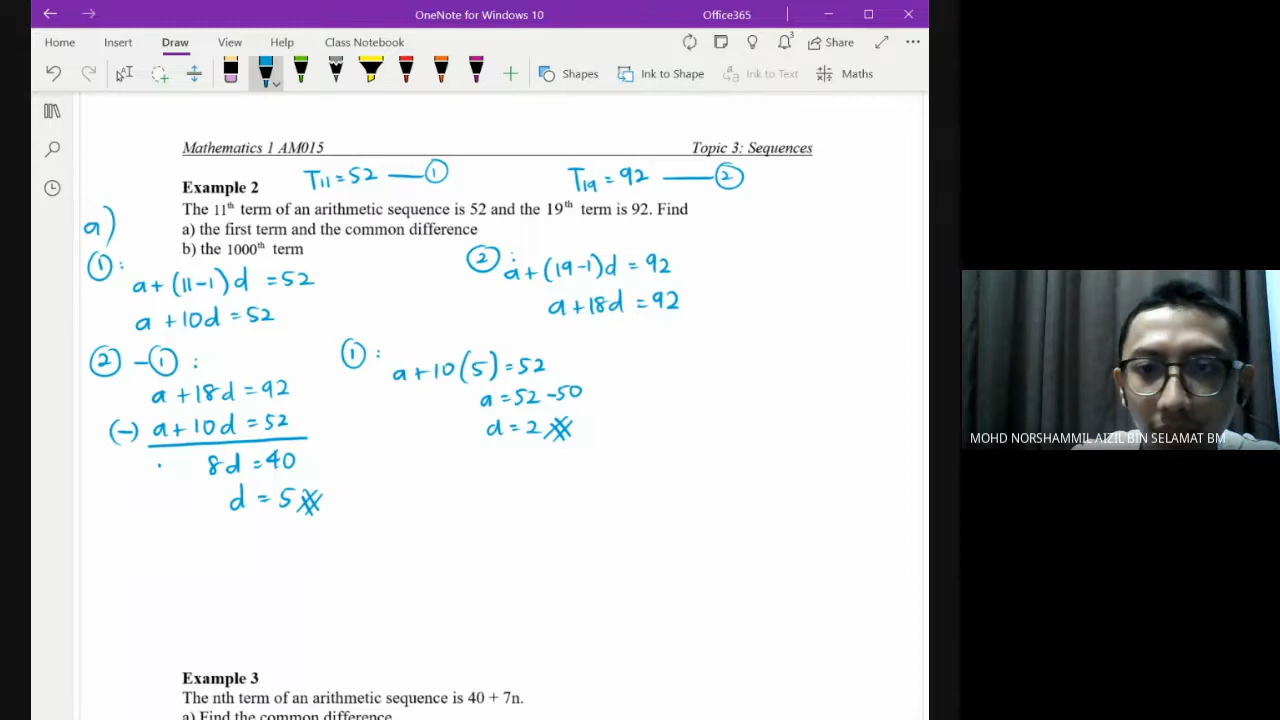 OneNote for Windows 10
Office365
Home Insert Draw View Help Class Notebook
Share
Shapes
Ink to Shape
Ink to Text
Maths
Mathematics 1 AM015
Topic 3: Sequences
T11 = 52 — ①
T19 = 92 — ②
Example 2
The 11th term of an arithmetic sequence is 52 and the 19th term is 92. Find
a) the first term and the common difference
b) the 1000th term
a)
① :
a + (11-1)d = 52
a + 10d = 52
② :
a + (19-1)d = 92
a + 18d = 92
② - ① :
a + 18d = 92
(-) a + 10d = 52
8d = 40
d = 5
① :
a + 10(5) = 52
a = 52 - 50
a = 2
MOHD NORSHAMMIL AIZIL BIN SELAMAT BM
Example 3
The nth term of an arithmetic sequence is 40 + 7n.
a) Find the common difference